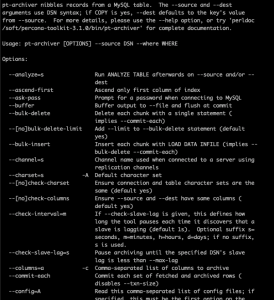 pt-archiver nibbles records from a MySQL table.  The --source and --dest
arguments use DSN syntax; if COPY is yes, --dest defaults to the key's value
from --source.  For more details, please use the --help option, or try 'perldoc
/soft/percona-toolkit-3.1.0/bin/pt-archiver' for complete documentation.
Usage: pt-archiver [OPTIONS] --source DSN --where WHERE
Options:
--analyze=s Run ANALYZE TABLE afterwards on --source and/or --
dest
--ascend-first Ascend only first column of index
--ask-pass Prompt for a password when connecting to MySQL
--buffer Buffer output to --file and flush at commit
--bulk-delete Delete each chunk with a single statement (
implies --commit-each)
--[no]bulk-delete-limit Add --limit to --bulk-delete statement (default
yes)
--bulk-insert Insert each chunk with LOAD DATA INFILE (implies --
bulk-delete --commit-each)
--channel=s Channel name used when connected to a server using
replication channels
--charset=s -A Default character set
--[no]check-charset Ensure connection and table character sets are the
same (default yes)
--[no]check-columns Ensure --source and --dest have same columns (
default yes)
--check-interval=m If --check-slave-lag is given, this defines how
long the tool pauses each time it discovers that a
slave is lagging (default 1s).  Optional suffix s=
seconds, m=minutes, h=hours, d=days; if no suffix,
s is used.
--check-slave-lag=s Pause archiving until the specified DSN's slave
lag is less than --max-lag
--columns=a -c Comma-separated list of columns to archive
--commit-each Commit each set of fetched and archived rows (
disables --txn-size)
--config=A Read this comma-separated list of config files; if
specified, this must be the first option on the